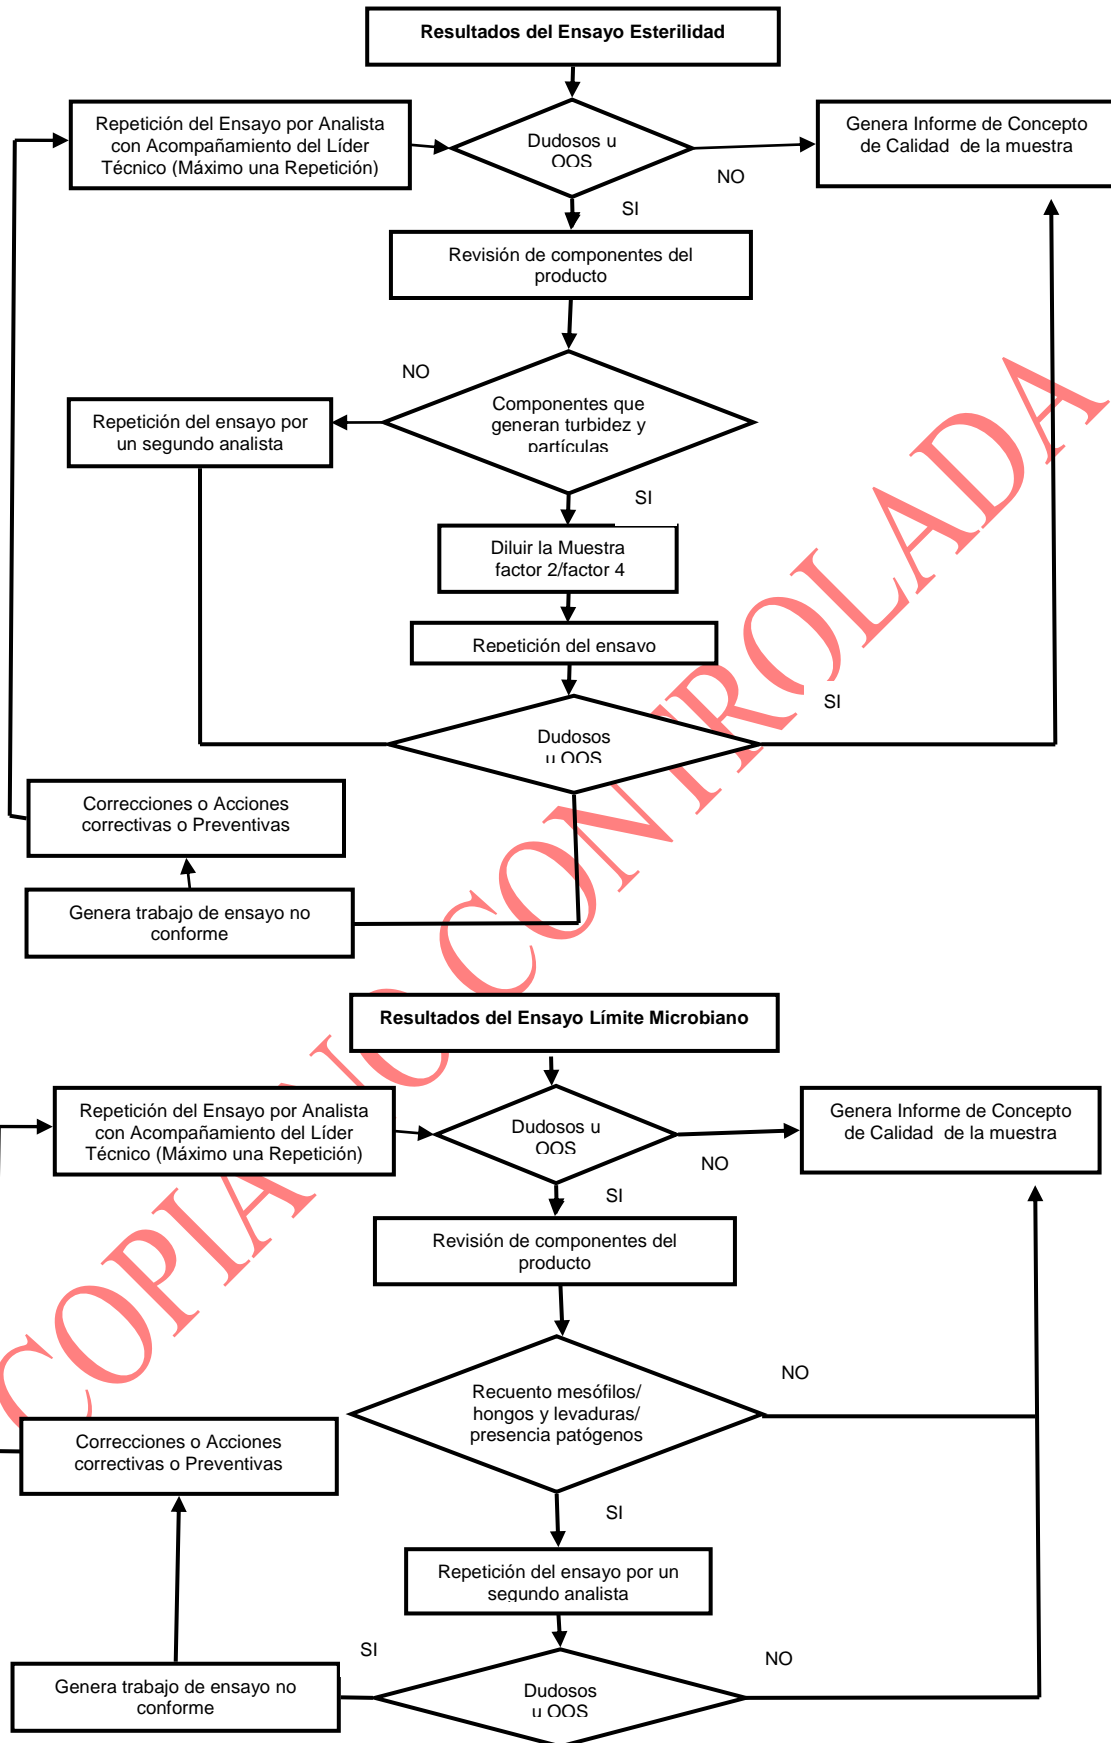 Resultados del Ensayo Esterilidad
Repetición del Ensayo por Analista
con Acompañamiento del Líder
Técnico (Máximo una Repetición)
Dudosos u
OOS
Genera Informe de Concepto
de Calidad de la muestra
NO
SI
Revisión de componentes del
producto
NO
Componentes que
generan turbidez y
partículas
Repetición del ensayo por
un segundo analista
SI
Diluir la Muestra
factor 2/factor 4
Repetición del ensayo
SI
Dudosos
u OOS
Correcciones o Acciones
correctivas o Preventivas
Genera trabajo de ensayo no
conforme
Resultados del Ensayo Límite Microbiano
Repetición del Ensayo por Analista
con Acompañamiento del Líder
Técnico (Máximo una Repetición)
Dudosos u
OOS
Genera Informe de Concepto
de Calidad de la muestra
NO
SI
Revisión de componentes del
producto
NO
Recuento mesófilos/
hongos y levaduras/
presencia patógenos
Correcciones o Acciones
correctivas o Preventivas
SI
Repetición del ensayo por un
segundo analista
SI
NO
Genera trabajo de ensayo no
conforme
Dudosos
u OOS
COPIA NO CONTROLADA